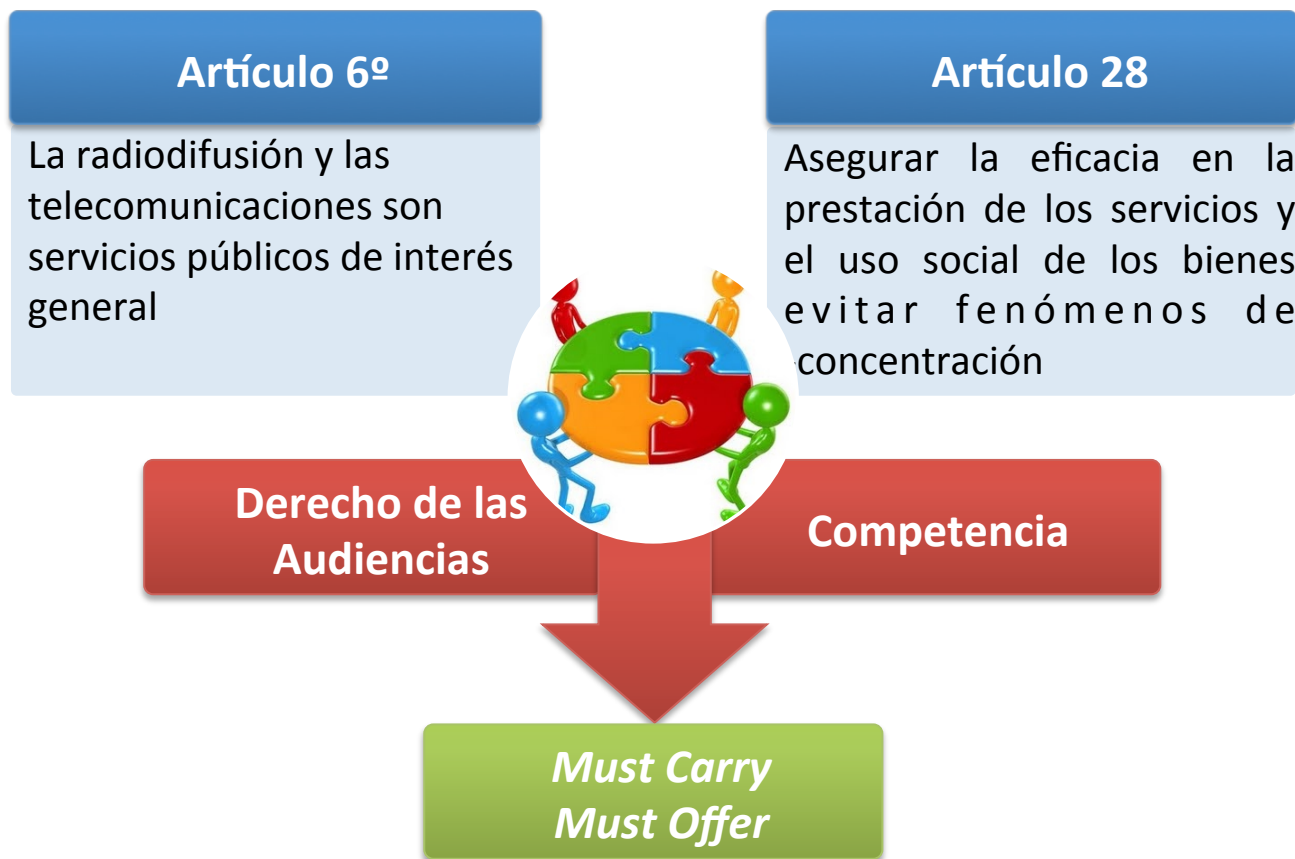 Artículo 6º
La radiodifusión y las
telecomunicaciones son
servicios públicos de interés
general
Artículo 28
Asegurar la eficacia en la
prestación de los servicios y
el uso social de los bienes
evitar fenómenos de
concentración
Derecho de las
Audiencias
Competencia
Must Carry
Must Offer